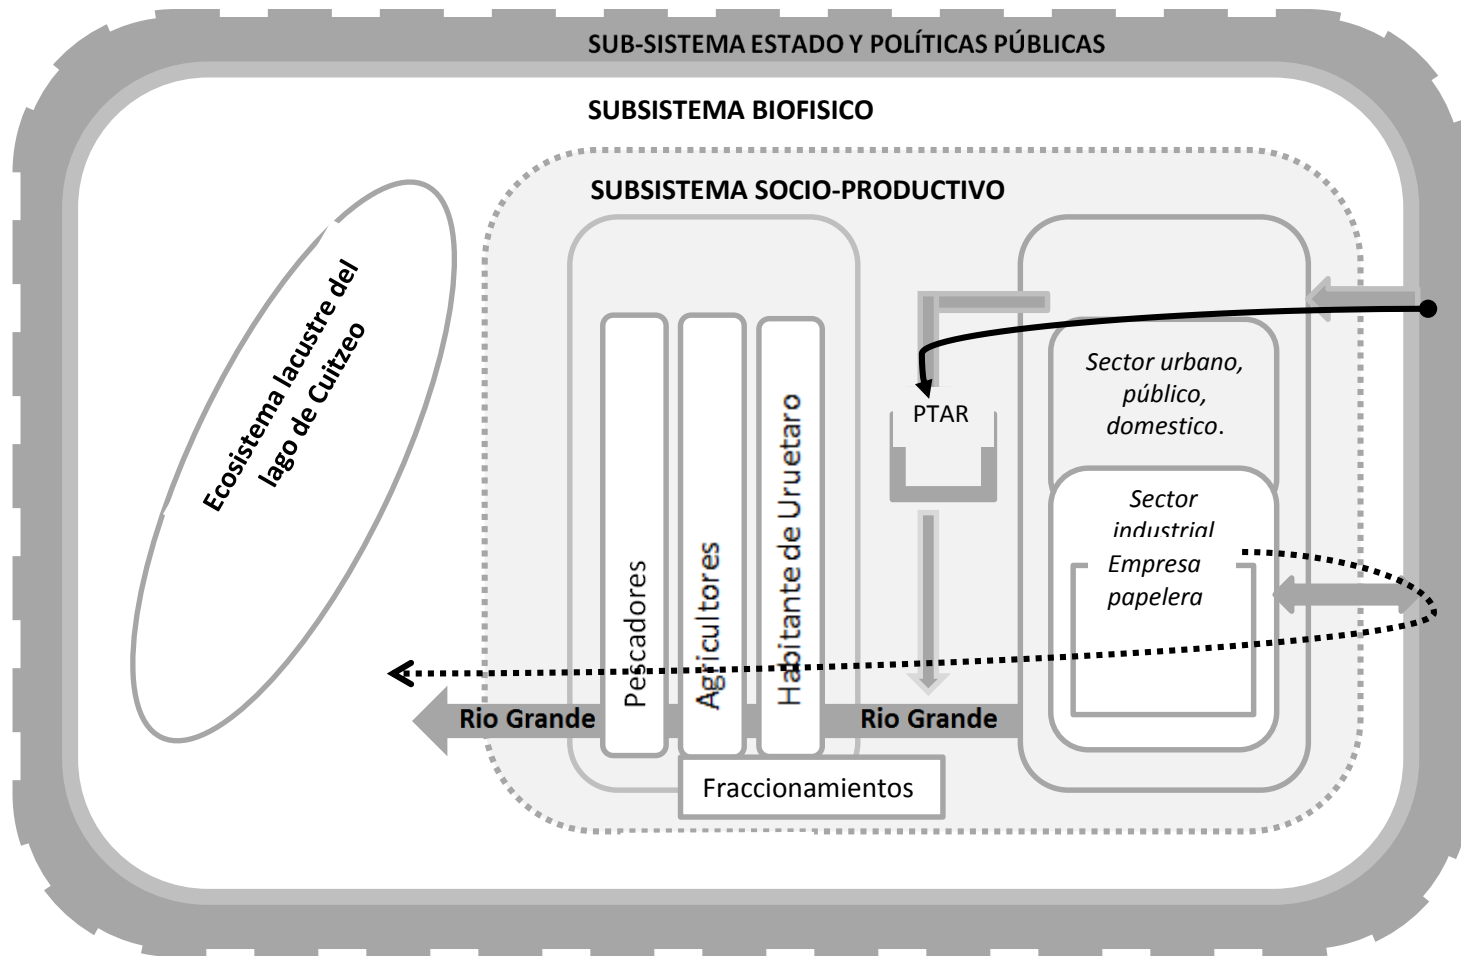 SUB-SISTEMA ESTADO Y POLÍTICAS PÚBLICAS
SUBSISTEMA BIOFISICO
SUBSISTEMA SOCIO-PRODUCTIVO
Ecosistema lacustre del
lago de Cuitzeo
Pescadores
Agricultores
Habitante de Uruetaro
PTAR
Sector urbano,
público,
domestico.
Sector
industrial
Empresa
papelera
Rio Grande
Rio Grande
Fraccionamientos